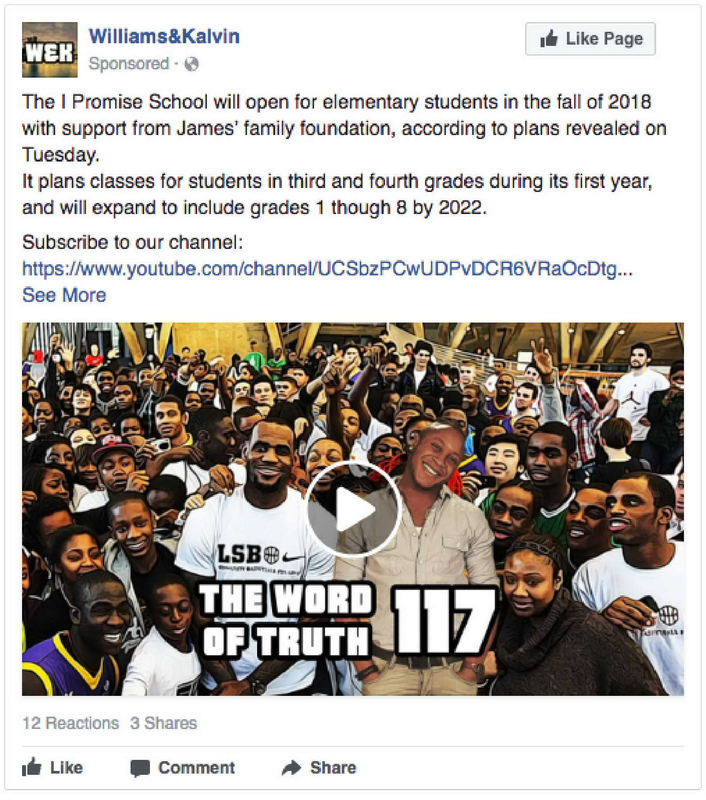 W&K
Williams&Kalvin
Sponsored ·
Like Page
The I Promise School will open for elementary students in the fall of 2018
with support from James' family foundation, according to plans revealed on
Tuesday.
It plans classes for students in third and fourth grades during its first year,
and will expand to include grades 1 though 8 by 2022.
Subscribe to our channel:
https://www.youtube.com/channel/UCSbzPCwUDPvDCR6VRaOcDtg...
See More
LSB
THE WORD
OF TRUTH
117
12 Reactions 3 Shares
Like Comment Share